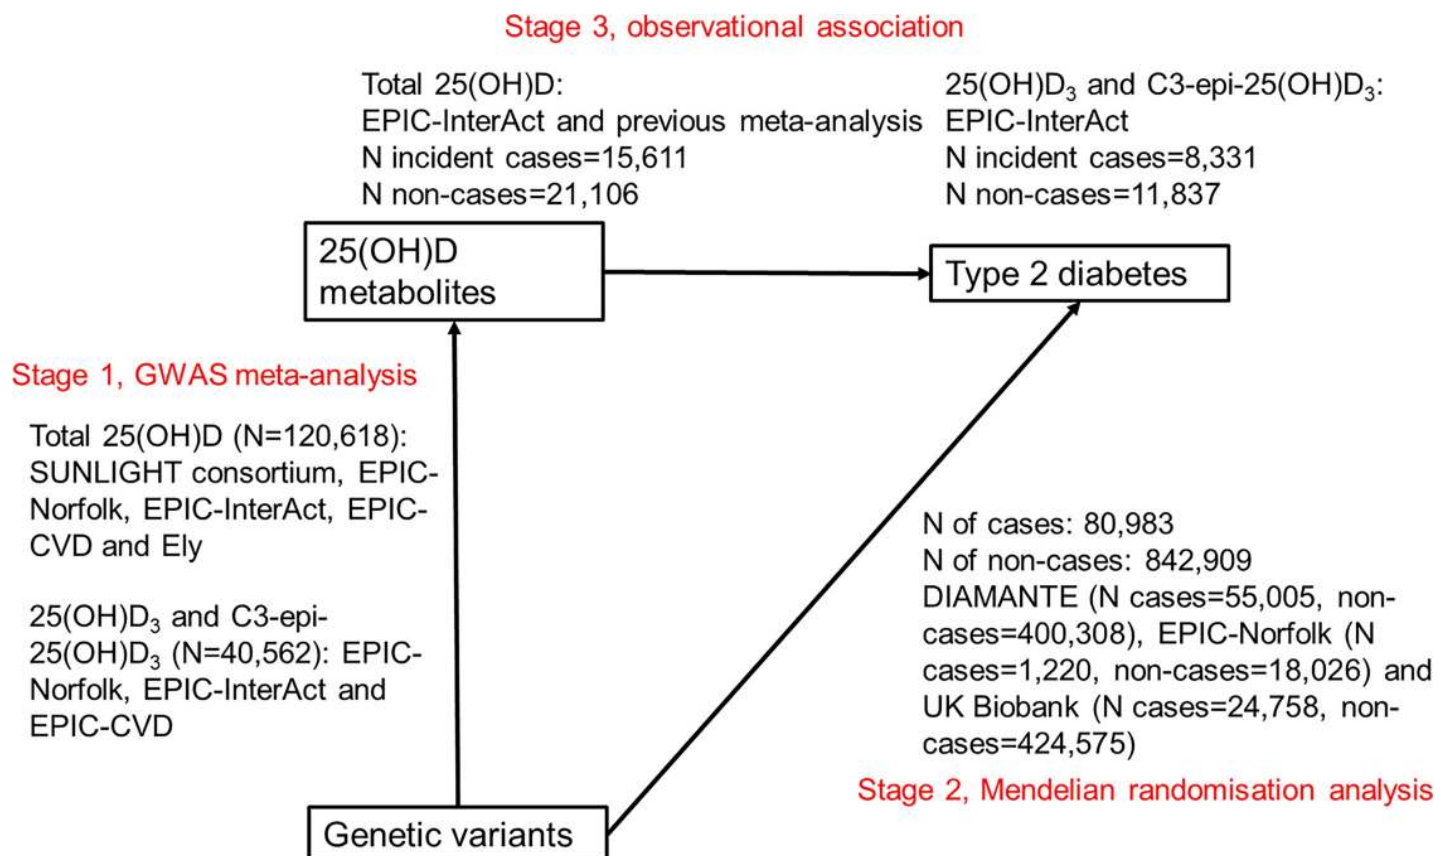 Stage 3, observational association
Total 25(OH)D:
EPIC-InterAct and previous meta-analysis
N incident cases=15,611
N non-cases=21,106
25(OH)D₃ and C3-epi-25(OH)D₃:
EPIC-InterAct
N incident cases=8,331
N non-cases=11,837
25(OH)D
metabolites
Type 2 diabetes
Stage 1, GWAS meta-analysis
Total 25(OH)D (N=120,618):
SUNLIGHT consortium, EPIC-
Norfolk, EPIC-InterAct, EPIC-
CVD and Ely
25(OH)D₃ and C3-epi-
25(OH)D₃ (N=40,562): EPIC-
Norfolk, EPIC-InterAct and
EPIC-CVD
N of cases: 80,983
N of non-cases: 842,909
DIAMANTE (N cases=55,005, non-
cases=400,308), EPIC-Norfolk (N
cases=1,220, non-cases=18,026) and
UK Biobank (N cases=24,758, non-
cases=424,575)
Stage 2, Mendelian randomisation analysis
Genetic variants